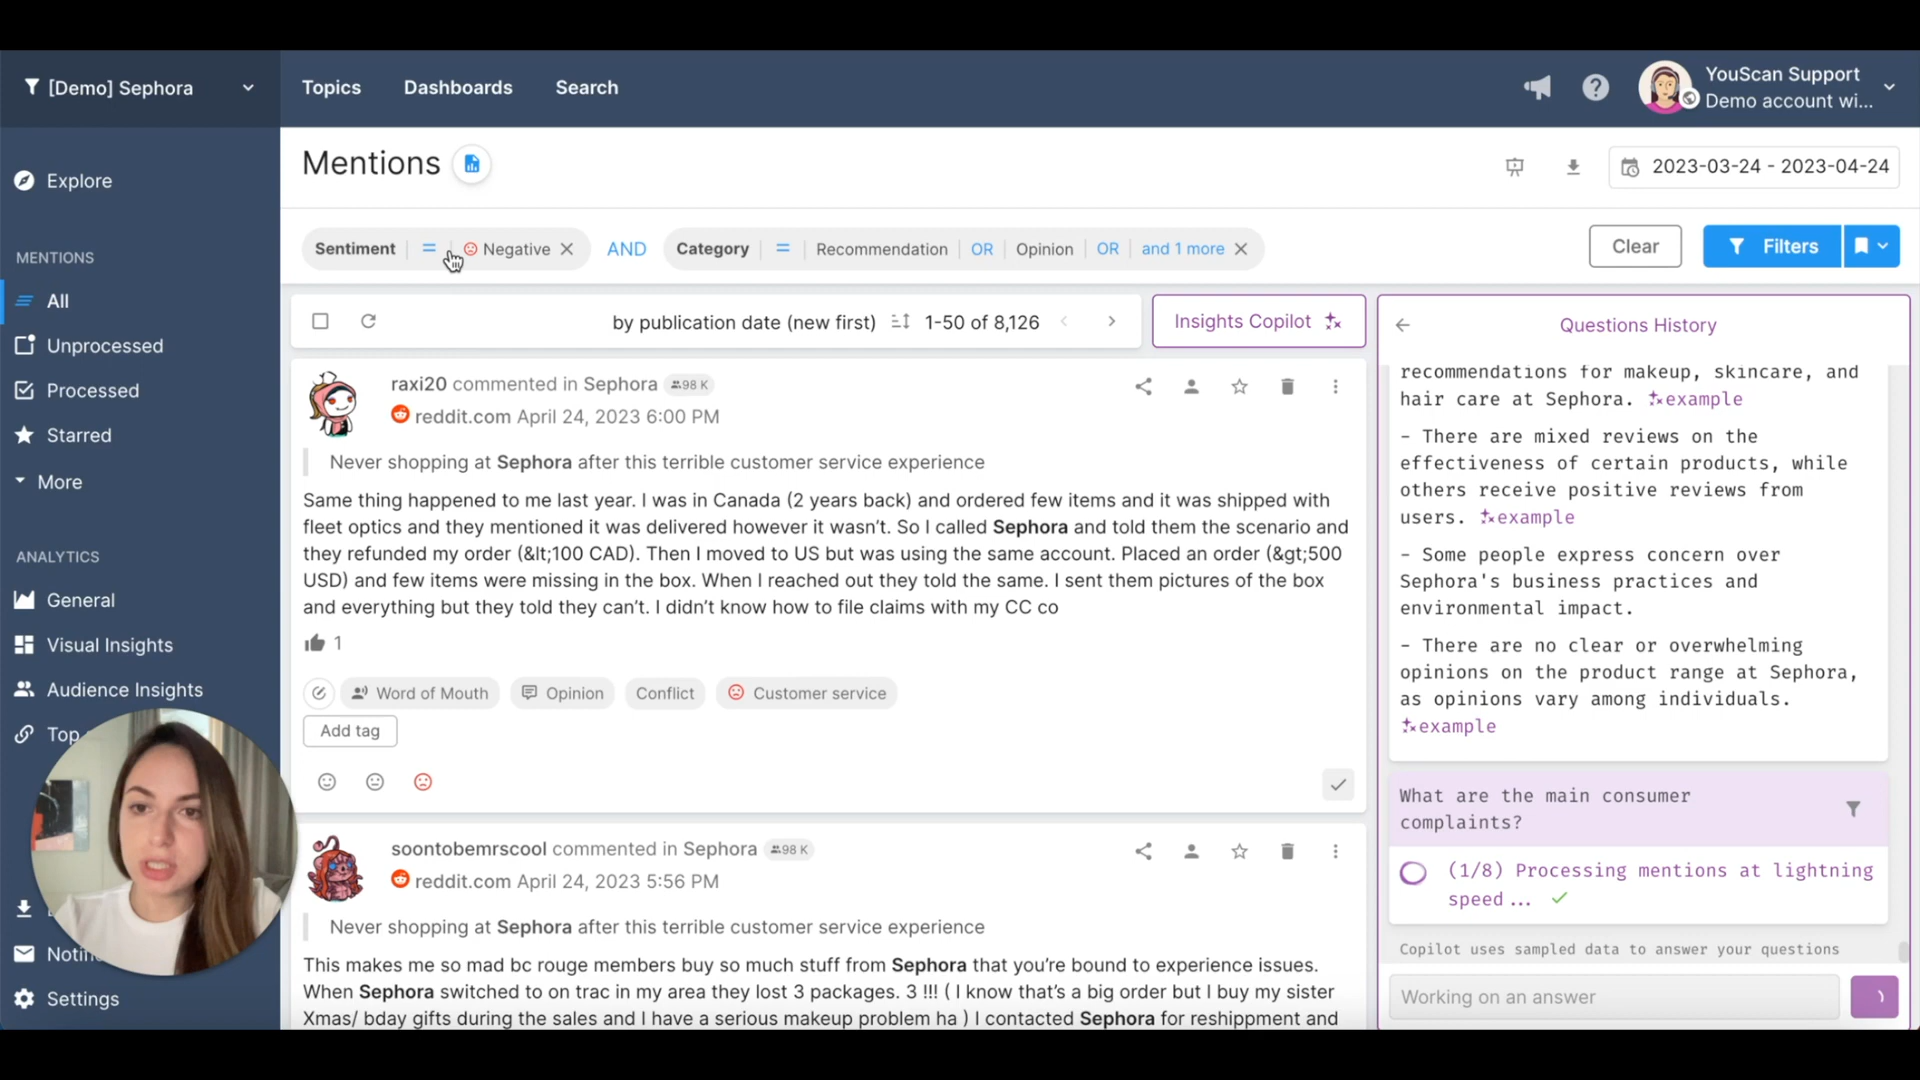 [Demo] Sephora
Topics
Dashboards
Search
YouScan Support
Demo account wi...
Explore
MENTIONS
All
Unprocessed
Processed
Starred
More
ANALYTICS
General
Visual Insights
Audience Insights
Top
Settings
Mentions
2023-03-24 - 2023-04-24
Sentiment = Negative AND Category = Recommendation OR Opinion OR and 1 more
Clear
Filters
by publication date (new first) 1-50 of 8,126
Insights Copilot
raxi20 commented in Sephora 98 K
reddit.com April 24, 2023 6:00 PM
Never shopping at Sephora after this terrible customer service experience
Same thing happened to me last year. I was in Canada (2 years back) and ordered few items and it was shipped with
fleet optics and they mentioned it was delivered however it wasn't. So I called Sephora and told them the scenario and
they refunded my order (&lt;100 CAD). Then I moved to US but was using the same account. Placed an order (&gt;500
USD) and few items were missing in the box. When I reached out they told the same. I sent them pictures of the box
and everything but they told they can't. I didn't know how to file claims with my CC co
1
Word of Mouth
Opinion
Conflict
Customer service
Add tag
soontobemrscool commented in Sephora 98 K
reddit.com April 24, 2023 5:56 PM
Never shopping at Sephora after this terrible customer service experience
This makes me so mad bc rouge members buy so much stuff from Sephora that you're bound to experience issues.
When Sephora switched to on trac in my area they lost 3 packages. 3 !!! ( I know that's a big order but I buy my sister
Xmas/ bday gifts during the sales and I have a serious makeup problem ha ) I contacted Sephora for reshippment and
Questions History
recommendations for makeup, skincare, and
hair care at Sephora. example
- There are mixed reviews on the
effectiveness of certain products, while
others receive positive reviews from
users. example
- Some people express concern over
Sephora's business practices and
environmental impact.
- There are no clear or overwhelming
opinions on the product range at Sephora,
as opinions vary among individuals.
example
What are the main consumer
complaints?
(1/8) Processing mentions at lightning
speed...
Copilot uses sampled data to answer your questions
Working on an answer